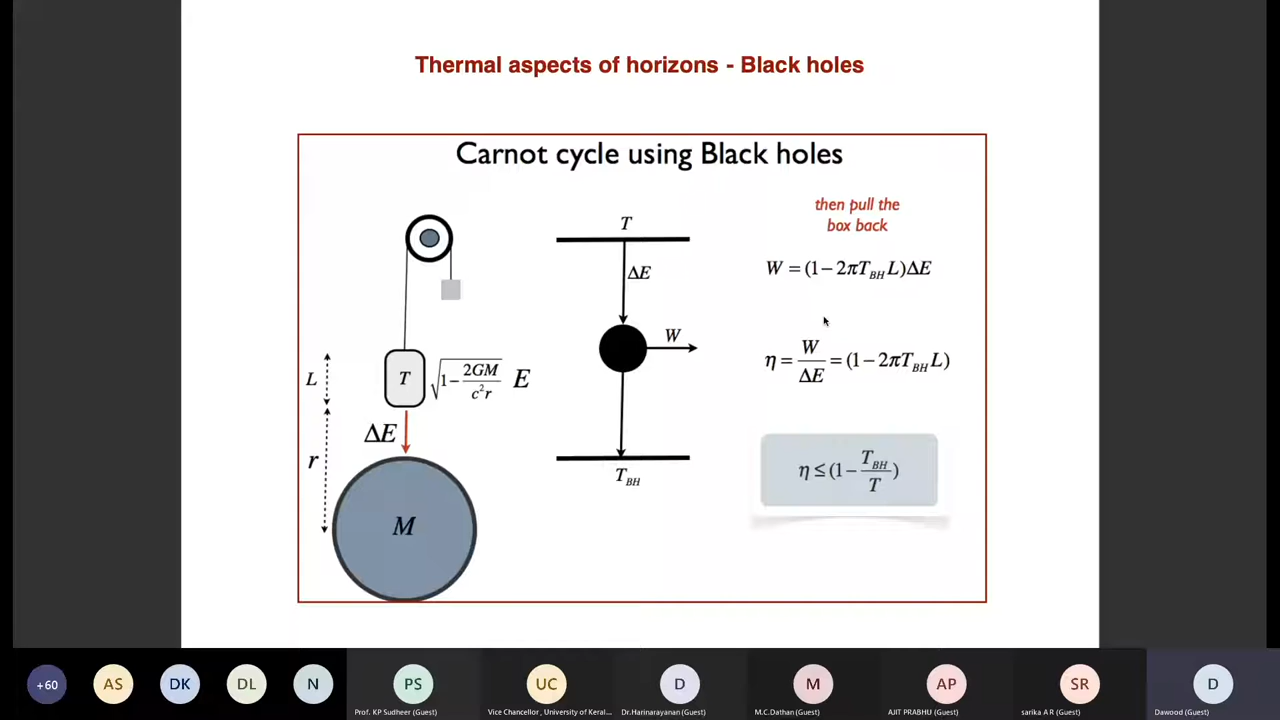 Thermal aspects of horizons - Black holes
Carnot cycle using Black holes
then pull the
box back
T
ΔE
W
T_BH
W = (1 − 2πT_BH L)ΔE
η = W/ΔE = (1 − 2πT_BH L)
η ≤ (1 − T_BH/T)
L
T
√(1 − 2GM/c²r) E
ΔE
r
M
+60
AS
DK
DL
N
PS
Prof. KP Sudheer (Guest)
UC
Vice Chancellor , University of Keral...
D
Dr.Harinarayanan (Guest)
M
M.C.Dathan (Guest)
AP
AJIT PRABHU (Guest)
SR
sarika A R (Guest)
D
Dawood (Guest)